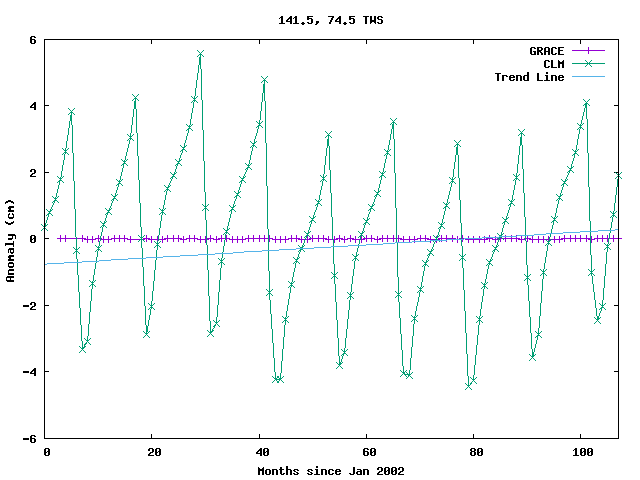 141.5, 74.5 TWS
GRACE
CLM
Trend Line
6
4
2
0
-2
-4
-6
Anomaly (cm)
0 20 40 60 80 100
Months since Jan 2002